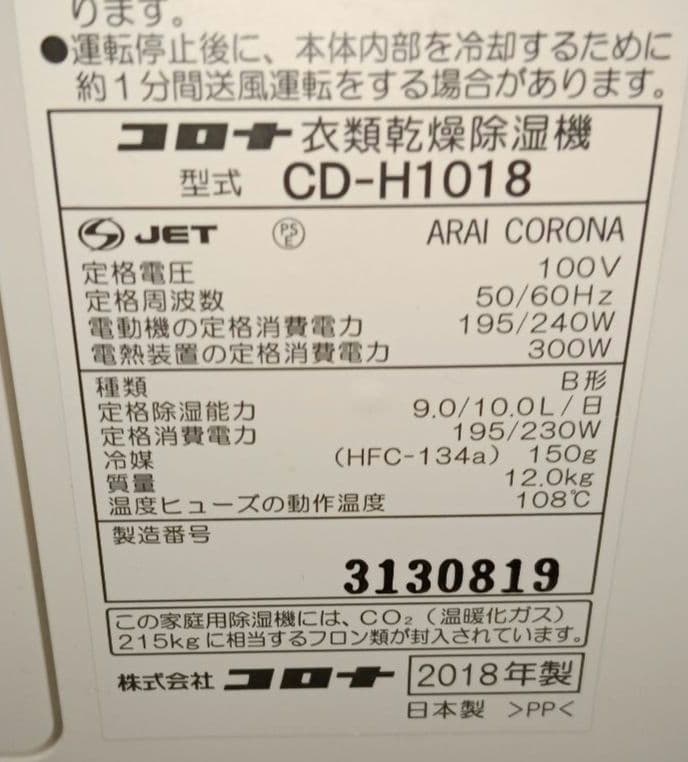 ります。
●運転停止後に、本体内部を冷却するために
約1分間送風運転をする場合があります。
コロナ 衣類乾燥除湿機
型式 CD-H1018
JET PSE ARAI CORONA
定格電圧 100V
定格周波数 50/60Hz
電動機の定格消費電力 195/240W
電熱装置の定格消費電力 300W
種類 B形
定格除湿能力 9.0/10.0L/日
定格消費電力 195/230W
冷媒 (HFC-134a) 150g
質量 12.0kg
温度ヒューズの動作温度 108℃
製造番号
3130819
この家庭用除湿機には、CO₂(温暖化ガス)
215kgに相当するフロン類が封入されています。
株式会社 コロナ 2018年製
日本製 >PP<